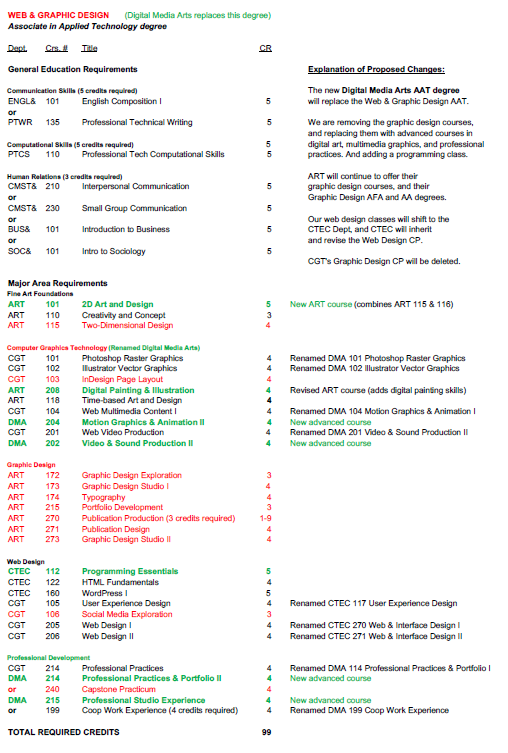 WEB & GRAPHIC DESIGN (Digital Media Arts replaces this degree)
Associate in Applied Technology degree
Dept. Crs. # Title CR
General Education Requirements Explanation of Proposed Changes:
Communication Skills (5 credits required) The new Digital Media Arts AAT degree
ENGL& 101 English Composition I 5 will replace the Web & Graphic Design AAT.
or
PTWR 135 Professional Technical Writing 5 We are removing the graphic design courses,
and replacing them with advanced courses in
Computational Skills (5 credits required) 5 digital art, multimedia graphics, and professional
PTCS 110 Professional Tech Computational Skills 5 practices. And adding a programming class.
Human Relations (3 credits required) ART will continue to offer their
CMST& 210 Interpersonal Communication 5 graphic design courses, and their
or Graphic Design AFA and AA degrees.
CMST& 230 Small Group Communication 5
or Our web design classes will shift to the
BUS& 101 Introduction to Business 5 CTEC Dept, and CTEC will inherit
or and revise the Web Design CP.
SOC& 101 Intro to Sociology 5
CGT's Graphic Design CP will be deleted.
Major Area Requirements
Fine Art Foundations
ART 101 2D Art and Design 5 New ART course (combines ART 115 & 116)
ART 110 Creativity and Concept 3
ART 115 Two-Dimensional Design 4
Computer Graphics Technology (Renamed Digital Media Arts)
CGT 101 Photoshop Raster Graphics 4 Renamed DMA 101 Photoshop Raster Graphics
CGT 102 Illustrator Vector Graphics 4 Renamed DMA 102 Illustrator Vector Graphics
CGT 103 InDesign Page Layout 4
ART 208 Digital Painting & Illustration 4 Revised ART course (adds digital painting skills)
ART 118 Time-based Art and Design 4
CGT 104 Web Multimedia Content I 4 Renamed DMA 104 Motion Graphics & Animation I
DMA 204 Motion Graphics & Animation II 4 New advanced course
CGT 201 Web Video Production 4 Renamed DMA 201 Video & Sound Production II
DMA 202 Video & Sound Production II 4 New advanced course
Graphic Design
ART 172 Graphic Design Exploration 3
ART 173 Graphic Design Studio I 4
ART 174 Typography 4
ART 215 Portfolio Development 3
ART 270 Publication Production (3 credits required) 1-9
ART 271 Publication Design 4
ART 273 Graphic Design Studio II 4
Web Design
CTEC 112 Programming Essentials 5
CTEC 122 HTML Fundamentals 4
CTEC 160 WordPress I 5
CGT 105 User Experience Design 4 Renamed CTEC 117 User Experience Design
CGT 106 Social Media Exploration 3
CGT 205 Web Design I 4 Renamed CTEC 270 Web & Interface Design I
CGT 206 Web Design II 4 Renamed CTEC 271 Web & Interface Design II
Professional Development
CGT 214 Professional Practices 4 Renamed DMA 114 Professional Practices & Portfolio I
DMA 214 Professional Practices & Portfolio II 4 New advanced course
or 240 Capstone Practicum 4
DMA 215 Professional Studio Experience 4 New advanced course
or 199 Coop Work Experience (4 credits required) 4 Renamed DMA 199 Coop Work Experience
TOTAL REQUIRED CREDITS 99